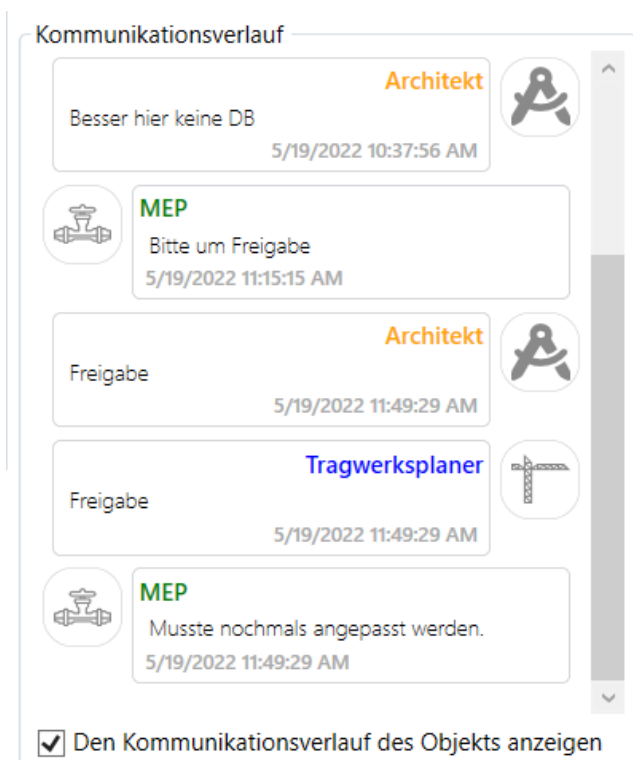 Kommunikationsverlauf
Architekt
Besser hier keine DB
5/19/2022 10:37:56 AM
MEP
Bitte um Freigabe
5/19/2022 11:15:15 AM
Architekt
Freigabe
5/19/2022 11:49:29 AM
Tragwerksplaner
Freigabe
5/19/2022 11:49:29 AM
MEP
Musste nochmals angepasst werden.
5/19/2022 11:49:29 AM
Den Kommunikationsverlauf des Objekts anzeigen